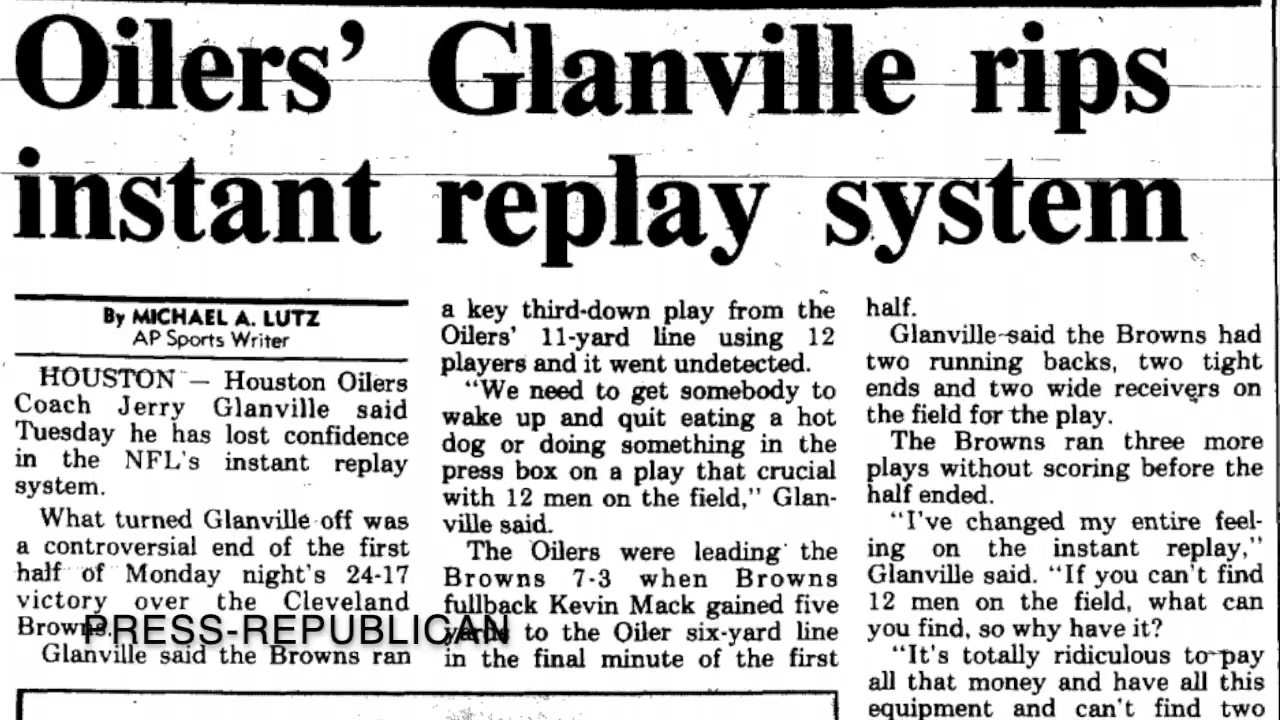 Oilers’ Glanville rips
instant replay system
By MICHAEL A. LUTZ
AP Sports Writer
HOUSTON — Houston Oilers
Coach Jerry Glanville said
Tuesday he has lost confidence
in the NFL's instant replay
system.
What turned Glanville off was
a controversial end of the first
half of Monday night's 24-17
victory over the Cleveland
Browns.
Glanville said the Browns ran
a key third-down play from the
Oilers' 11-yard line using 12
players and it went undetected.
"We need to get somebody to
wake up and quit eating a hot
dog or doing something in the
press box on a play that crucial
with 12 men on the field," Glan-
ville said.
The Oilers were leading the
Browns 7-3 when Browns
fullback Kevin Mack gained five
yards to the Oiler six-yard line
in the final minute of the first
half.
Glanville said the Browns had
two running backs, two tight
ends and two wide receivers on
the field for the play.
The Browns ran three more
plays without scoring before the
half ended.
"I've changed my entire feel-
ing on the instant replay,"
Glanville said. "If you can't find
12 men on the field, what can
you find, so why have it?
"It's totally ridiculous to pay
all that money and have all this
equipment and can't find two
PRESS-REPUBLICAN